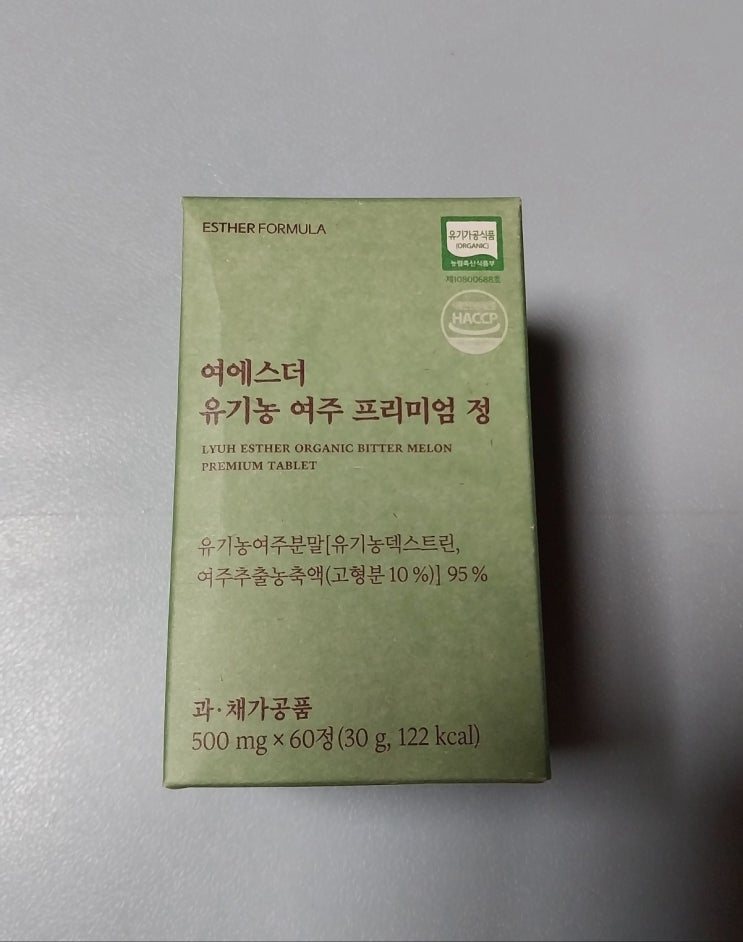 ESTHER FORMULA
유기가공식품
(ORGANIC)
농림축산식품부
제10800688호
HACCP
여에스더
유기농 여주 프리미엄 정
LYUH ESTHER ORGANIC BITTER MELON
PREMIUM TABLET
유기농여주분말[유기농덱스트린,
여주추출농축액(고형분 10 %)] 95 %
과·채가공품
500 mg × 60정(30 g, 122 kcal)